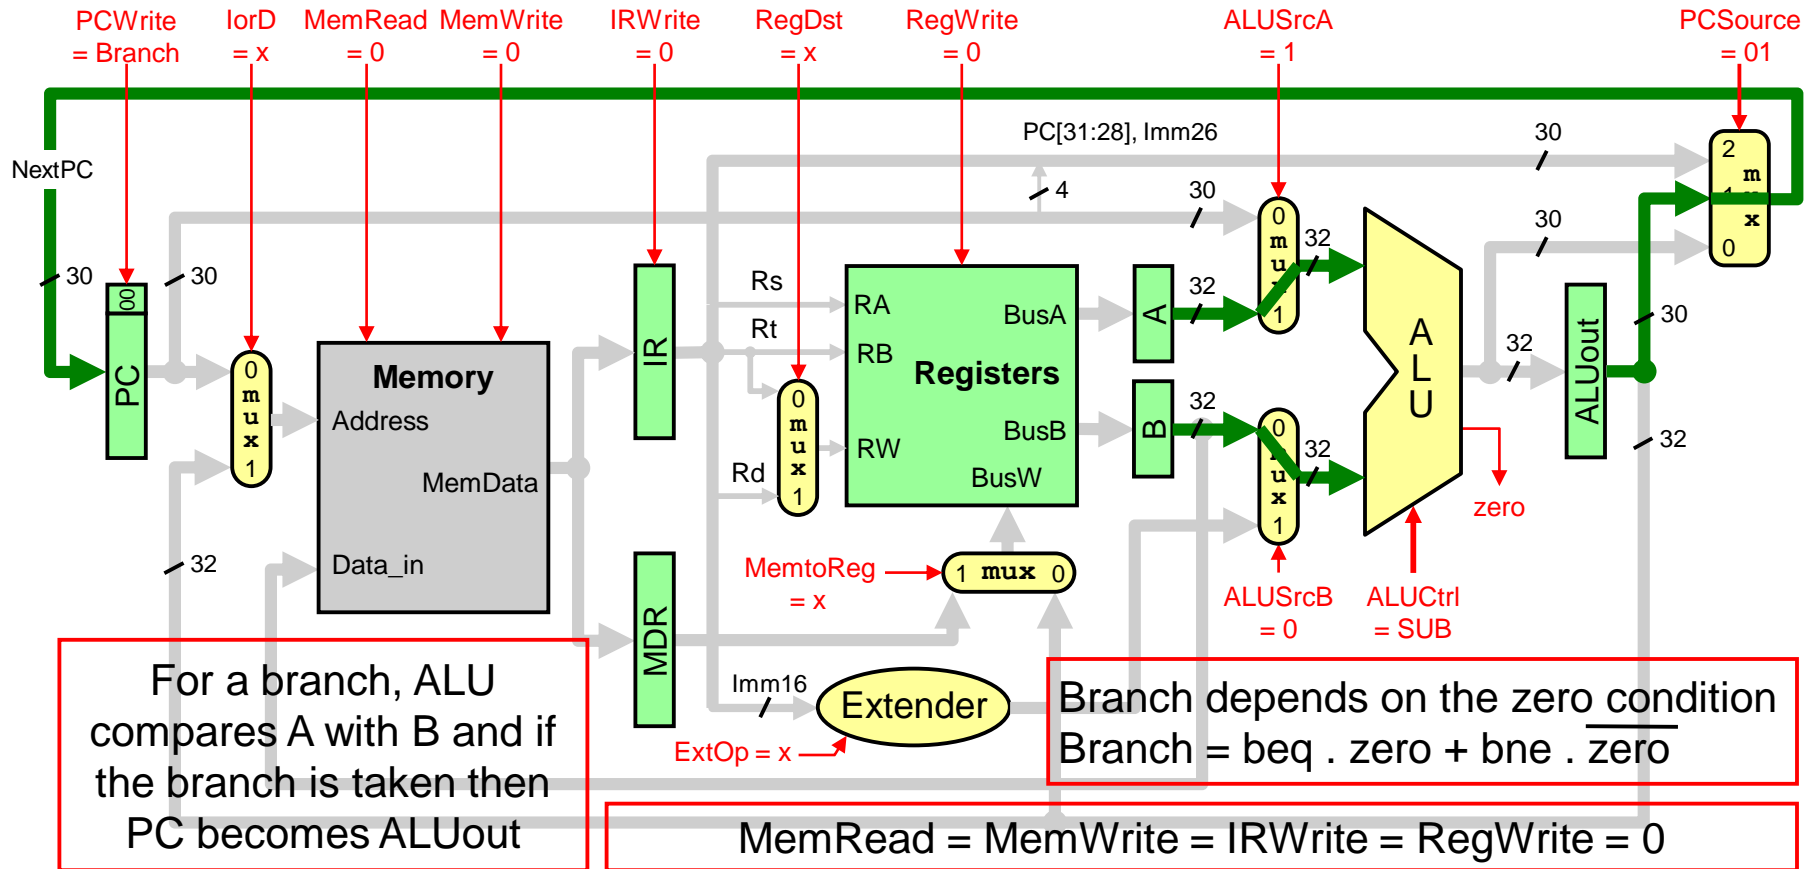 PCWrite
= Branch
IorD
= x
MemRead
= 0
MemWrite
= 0
IRWrite
= 0
RegDst
= x
RegWrite
= 0
ALUSrcA
= 1
PCSource
= 01
PC[31:28], Imm26
30
NextPC
4
30
30
30
30
32
00
PC
0
m
u
x
1
Memory
Address
MemData
Data_in
32
IR
MDR
Rs
Rt
Rd
0
m
u
x
1
RA
RB
RW
BusA
BusB
BusW
Registers
A
B
32
32
0
m
u
1
32
0
u
x
1
32
A
L
U
zero
32
ALUout
30
32
2
m
x
0
MemtoReg
= x
1 mux 0
ALUSrcB
= 0
ALUCtrl
= SUB
Imm16
Extender
ExtOp = x
For a branch, ALU
compares A with B and if
the branch is taken then
PC becomes ALUout
Branch depends on the zero condition
Branch = beq . zero + bne . z̅e̅r̅o̅
MemRead = MemWrite = IRWrite = RegWrite = 0